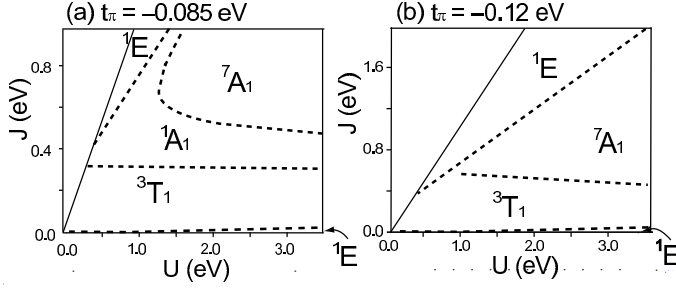 (a) tπ = −0.085 eV
(b) tπ = −0.12 eV
J (eV)
0.8
0.4
0.0
¹E
⁷A₁
¹A₁
³T₁
0.0 1.0 2.0 3.0
U (eV)
¹E
J (eV)
1.6
0.8
0.0
¹E
⁷A₁
³T₁
0.0 1.0 2.0 3.0
U (eV)
¹E